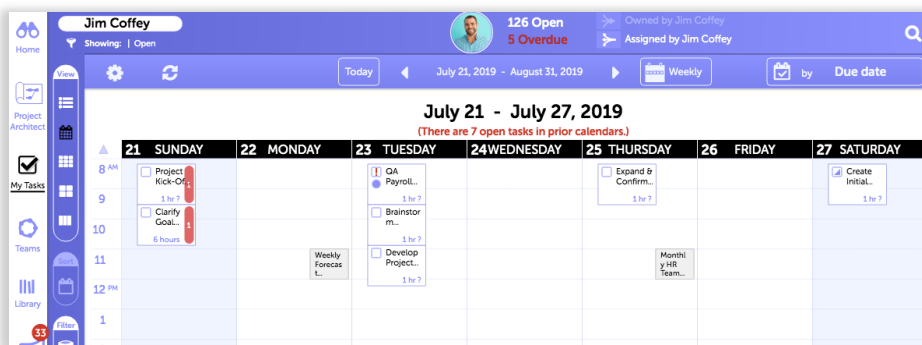 Jim Coffey
126 Open
Owned by Jim Coffey
Home
Showing: | Open
5 Overdue
Assigned by Jim Coffey
View
Today
July 21, 2019 - August 31, 2019
Weekly
by
Due date
Project
Architect
July 21 - July 27, 2019
(There are 7 open tasks in prior calendars.)
21 SUNDAY
22 MONDAY
23 TUESDAY
24WEDNESDAY
25 THURSDAY
26 FRIDAY
27 SATURDAY
My Tasks
8 AM
Project
Kick-Of
1
1 hr ?
! QA
Payroll...
1 hr ?
Expand &
Confirm...
1 hr ?
Create
Initial...
1 hr ?
9
Clarify
Goal...
1
6 hours
Brainstor
m...
1 hr ?
10
Teams
Sort
11
Weekly
Forecas
t...
Develop
Project...
1 hr ?
Monthl
y HR
Team...
12 PM
Library
1
Filter
33